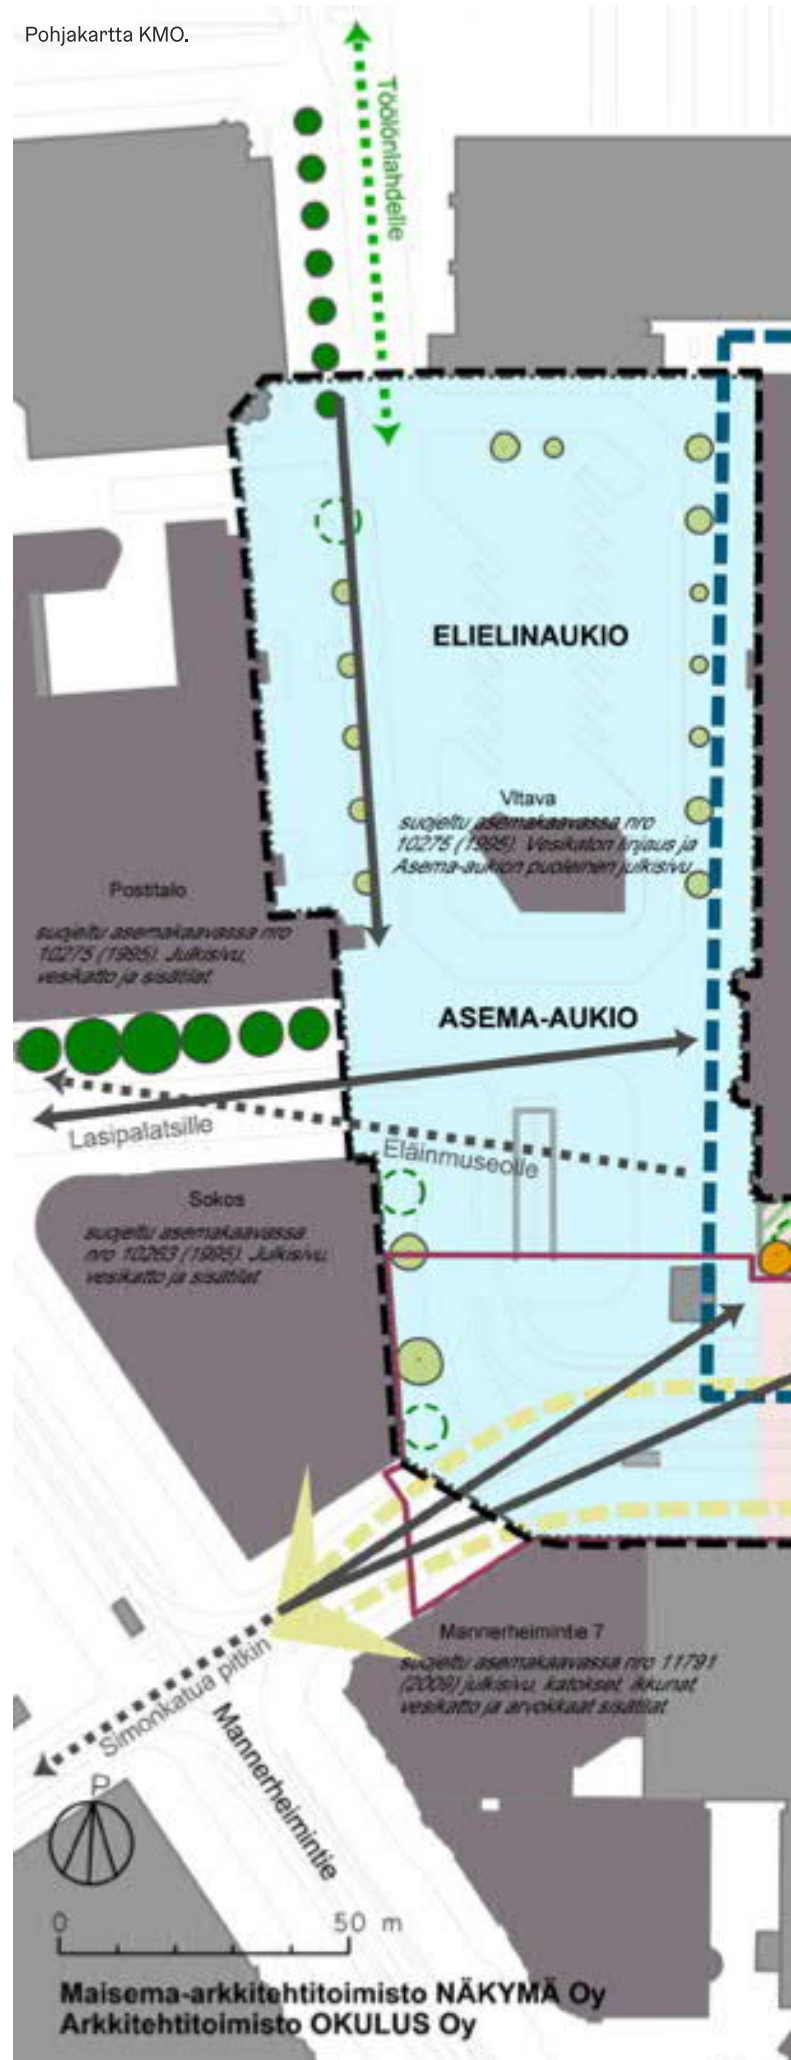 Pohjakartta KMO.
Töölönlahdelle
ELIELINAUKIO
Vltava
suojeltu asemakaavassa nro
10275 (1995). Vesikaton linjaus ja
Asema-aukion puoleinen julkisivu.
Postitalo
suojeltu asemakaavassa nro
10275 (1995). Julkisivu,
vesikatto ja sisätilat
ASEMA-AUKIO
Lasipalatsille
Eläinmuseolle
Sokos
suojeltu asemakaavassa
nro 10263 (1995). Julkisivu,
vesikatto ja sisätilat
Mannerheimintie 7
suojeltu asemakaavassa nro 11791
(2009) julkisivu, katokset, ikkunat,
vesikatto ja arvokkaat sisätilat
Simonkatua pitkin
Mannerheimintie
P
0 50 m
Maisema-arkkitehtitoimisto NÄKYMÄ Oy
Arkkitehtitoimisto OKULUS Oy